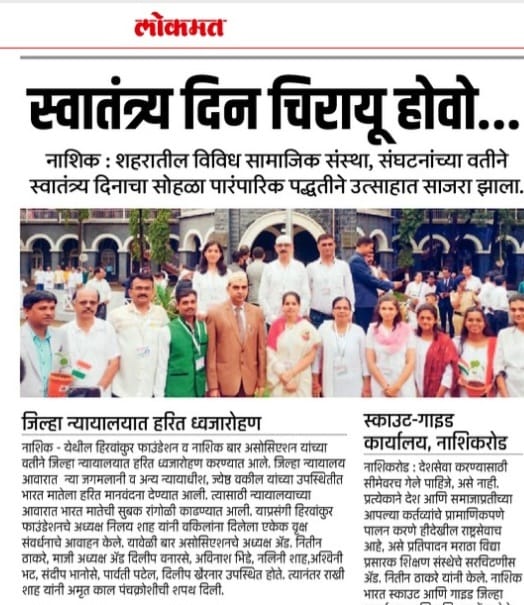 लोकमत
स्वातंत्र्य दिन चिरायू होवो...
नाशिक : शहरातील विविध सामाजिक संस्था, संघटनांच्या वतीने
स्वातंत्र्य दिनाचा सोहळा पारंपारिक पद्धतीने उत्साहात साजरा झाला.
जिल्हा न्यायालयात हरित ध्वजारोहण
नाशिक - येथील हिरवांकुर फाउंडेशन व नाशिक बार असोसिएशन यांच्या
वतीने जिल्हा न्यायालयात हरित ध्वजारोहण करण्यात आले. जिल्हा न्यायालय
आवारात न्या जगमलानी व अन्य न्यायाधीश, ज्येष्ठ वकील यांच्या उपस्थितीत
भारत मातेला हरित मानवंदना देण्यात आली. त्यासाठी न्यायालयाच्या
आवारात भारत मातेची सुबक रांगोळी काढण्यात आली. याप्रसंगी हिरवांकुर
फाउंडेशनचे अध्यक्ष निलय शाह यांनी वकिलांना दिलेला एकेक वृक्ष
संवर्धनाचे आवाहन केले. यावेळी बार असोसिएशनचे अध्यक्ष ॲड. नितीन
ठाकरे, माजी अध्यक्ष ॲड दिलीप वनारसे, अविनाश भिडे, नलिनी शाह,अश्विनी
भट, संदीप भानोसे, पार्वती पटेल, दिलीप खैरनार उपस्थित होते. त्यानंतर राखी
शाह यांनी अमृत काल पंचक्रोशीची शपथ दिली.
स्काउट-गाइड
कार्यालय, नाशिकरोड
नाशिकरोड : देशसेवा करण्यासाठी
सीमेवरच गेले पाहिजे, असे नाही.
प्रत्येकाने देश आणि समाजाप्रतीच्या
आपल्या कर्तव्यांचे प्रामाणिकपणे
पालन करणे हीदेखील राष्ट्रसेवाच
आहे, असे प्रतिपादन मराठा विद्या
प्रसारक शिक्षण संस्थेचे सरचिटणीस
ॲड. नितीन ठाकरे यांनी केले. नाशिक
भारत स्काउट आणि गाइड जिल्हा